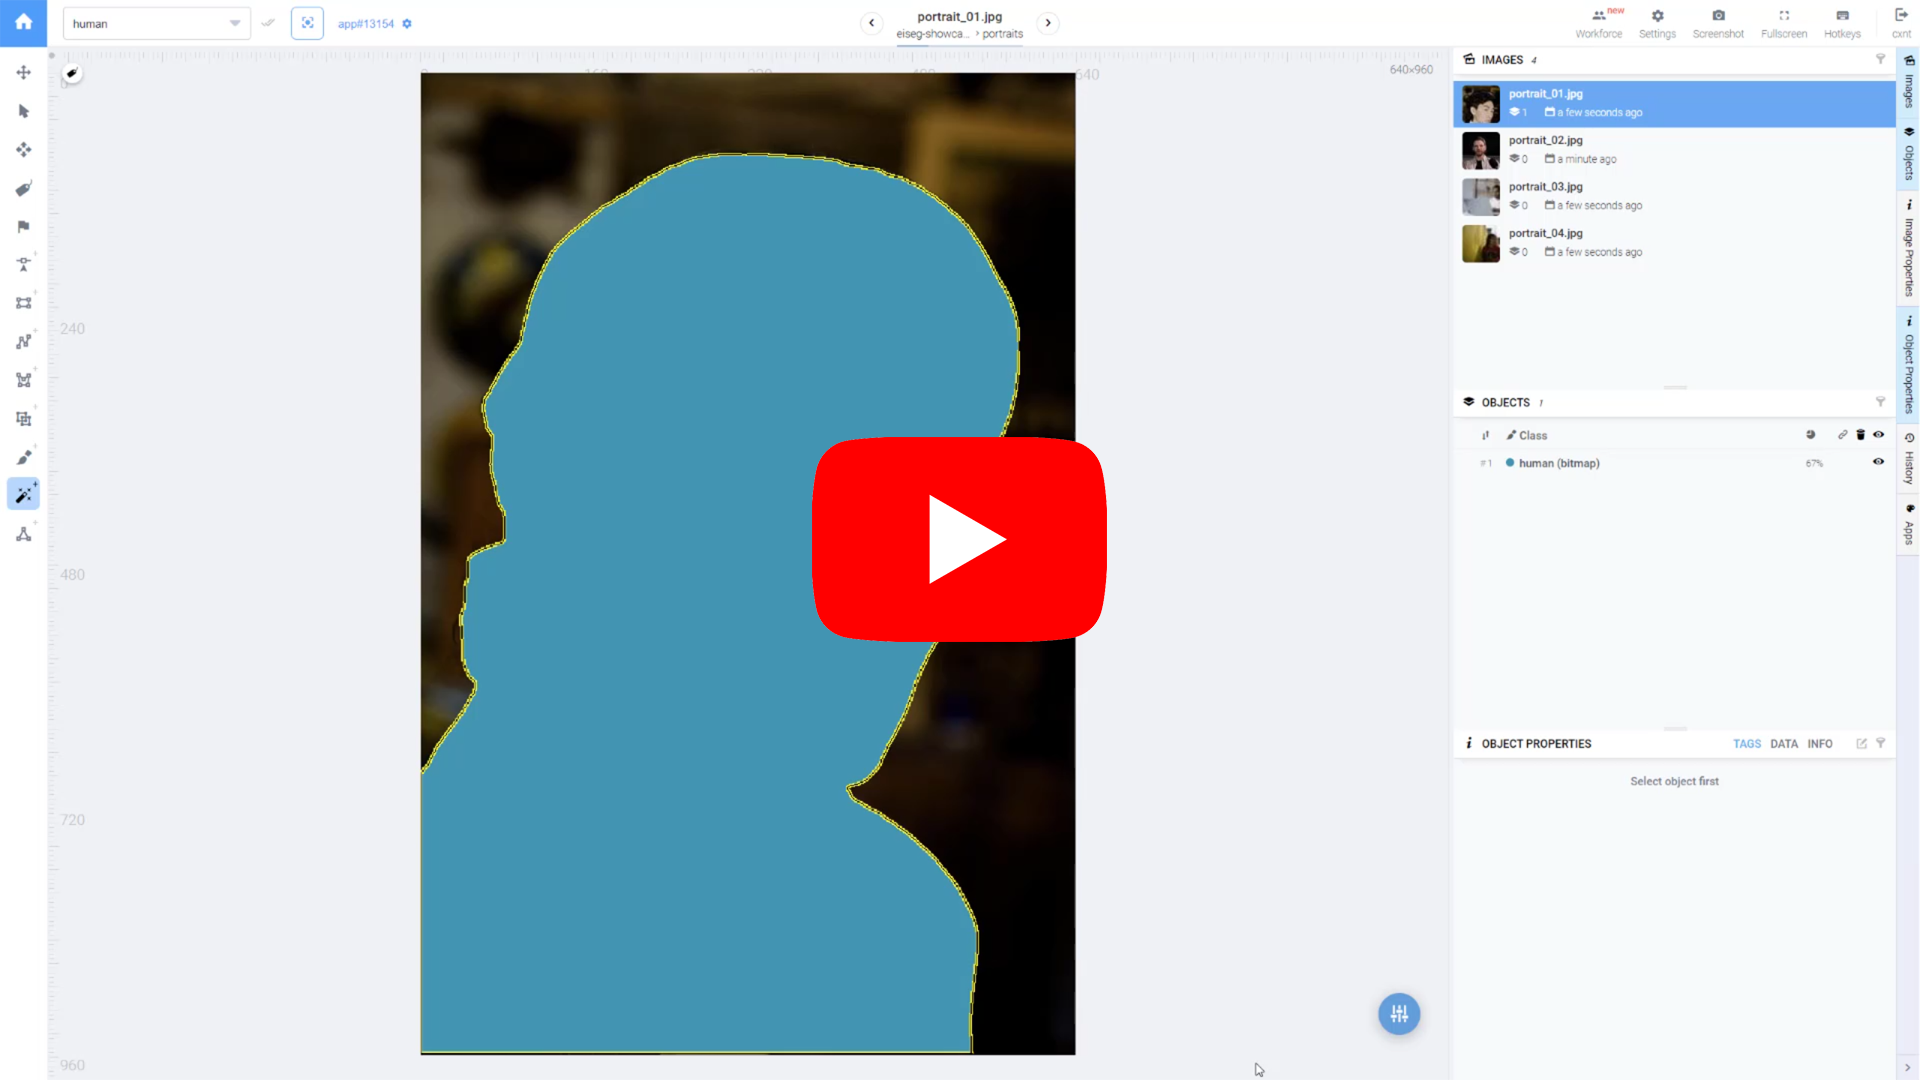 human
app#13154
portrait_01.jpg
eiseg-showca... > portraits
new
Workforce
Settings
Screenshot
Fullscreen
Hotkeys
cxnt
640×960
640
240
480
720
960
IMAGES 4
portrait_01.jpg
1 a few seconds ago
portrait_02.jpg
0 a minute ago
portrait_03.jpg
0 a few seconds ago
portrait_04.jpg
0 a few seconds ago
OBJECTS 1
Class
#1 human (bitmap) 67%
OBJECT PROPERTIES TAGS DATA INFO
Select object first
Images
Objects
Image Properties
Object Properties
History
Apps